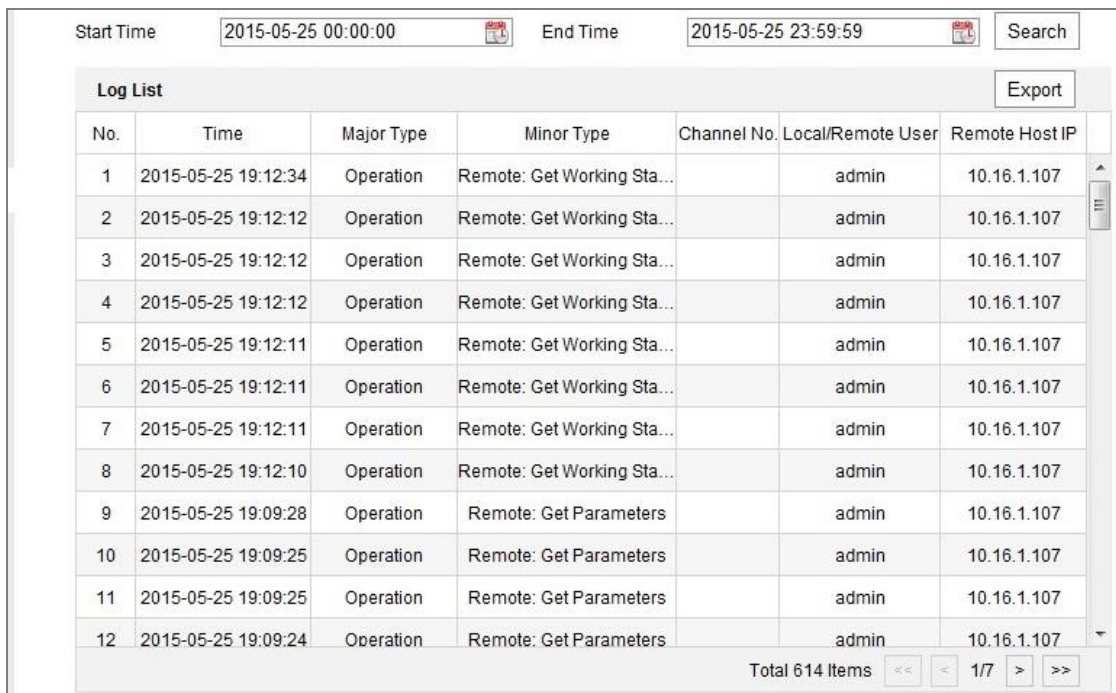 Start Time 2015-05-25 00:00:00 End Time 2015-05-25 23:59:59 Search
Log List Export
No. Time Major Type Minor Type Channel No. Local/Remote User Remote Host IP
1 2015-05-25 19:12:34 Operation Remote: Get Working Sta... admin 10.16.1.107
2 2015-05-25 19:12:12 Operation Remote: Get Working Sta... admin 10.16.1.107
3 2015-05-25 19:12:12 Operation Remote: Get Working Sta... admin 10.16.1.107
4 2015-05-25 19:12:12 Operation Remote: Get Working Sta... admin 10.16.1.107
5 2015-05-25 19:12:11 Operation Remote: Get Working Sta... admin 10.16.1.107
6 2015-05-25 19:12:11 Operation Remote: Get Working Sta... admin 10.16.1.107
7 2015-05-25 19:12:11 Operation Remote: Get Working Sta... admin 10.16.1.107
8 2015-05-25 19:12:10 Operation Remote: Get Working Sta... admin 10.16.1.107
9 2015-05-25 19:09:28 Operation Remote: Get Parameters admin 10.16.1.107
10 2015-05-25 19:09:25 Operation Remote: Get Parameters admin 10.16.1.107
11 2015-05-25 19:09:25 Operation Remote: Get Parameters admin 10.16.1.107
12 2015-05-25 19:09:24 Operation Remote: Get Parameters admin 10.16.1.107
Total 614 Items << < 1/7 > >>